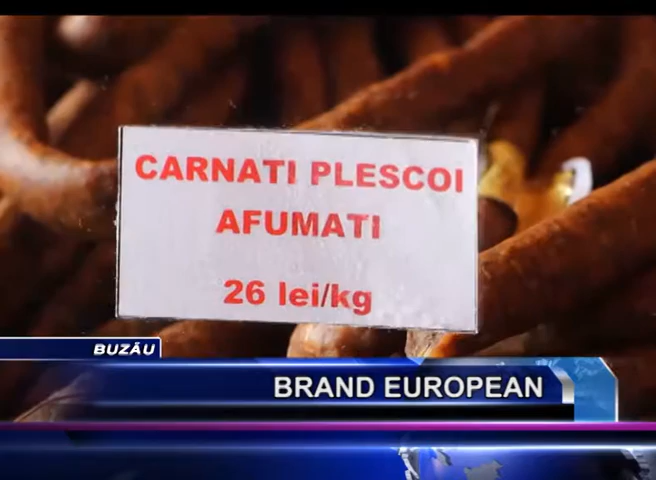 CARNATI PLESCOI
AFUMATI
26 lei/kg
BUZĂU
BRAND EUROPEAN